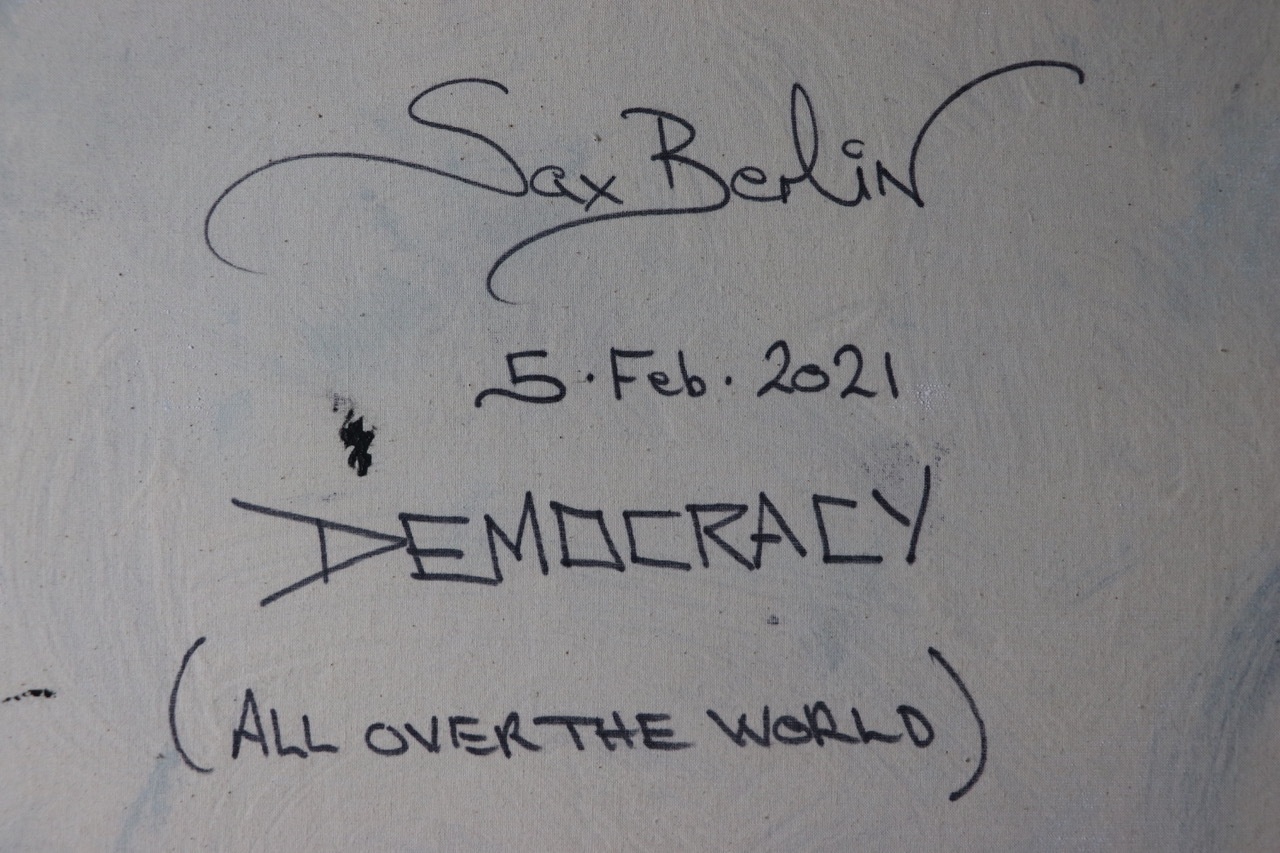 Sax Berlin
5. Feb. 2021
DEMOCRACY
(ALL OVER THE WORLD)